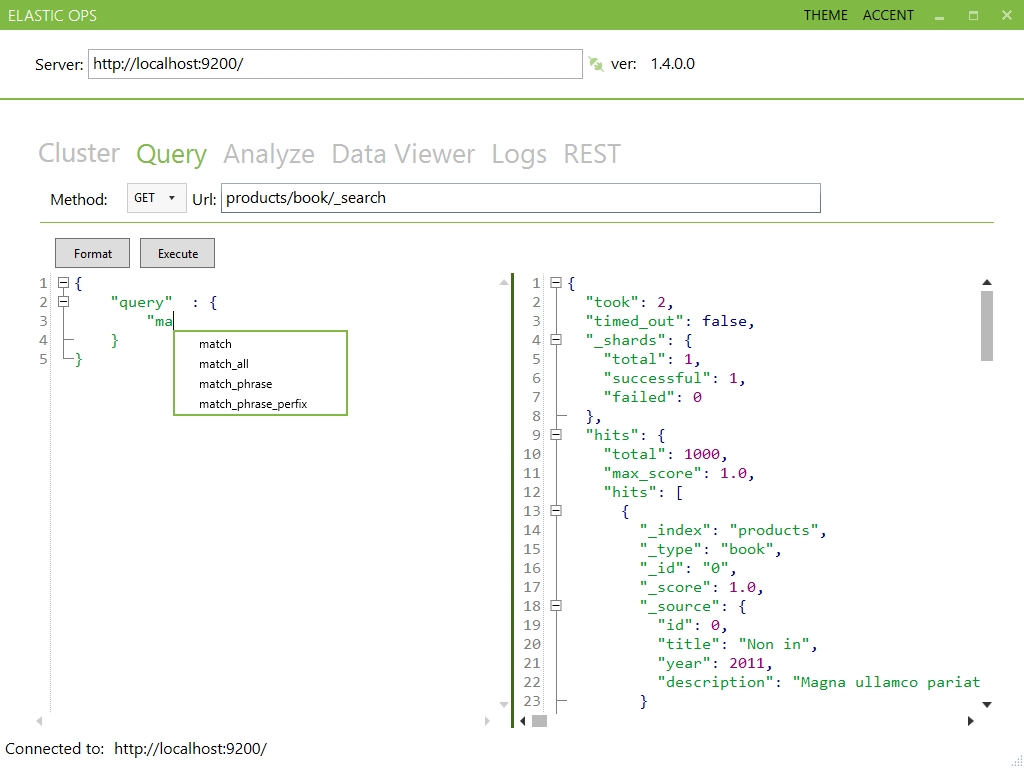 ELASTIC OPS THEME ACCENT
Server: http://localhost:9200/ ver: 1.4.0.0
Cluster Query Analyze Data Viewer Logs REST
Method: GET Url: products/book/_search
Format Execute
1 {
2 "query" : {
3 "ma
4 }
5 }
match
match_all
match_phrase
match_phrase_perfix
1 {
2 "took": 2,
3 "timed_out": false,
4 "_shards": {
5 "total": 1,
6 "successful": 1,
7 "failed": 0
8 },
9 "hits": {
10 "total": 1000,
11 "max_score": 1.0,
12 "hits": [
13 {
14 "_index": "products",
15 "_type": "book",
16 "_id": "0",
17 "_score": 1.0,
18 "_source": {
19 "id": 0,
20 "title": "Non in",
21 "year": 2011,
22 "description": "Magna ullamco pariat
23 }
Connected to: http://localhost:9200/